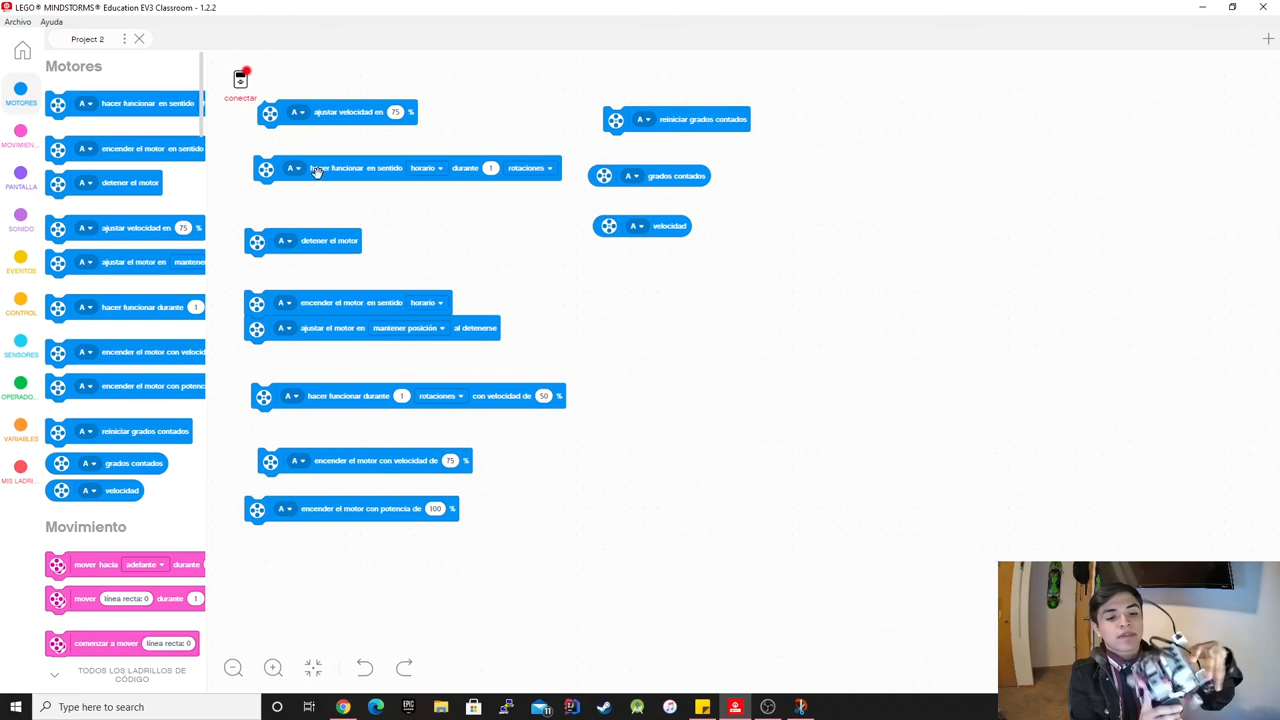 LEGO® MINDSTORMS® Education EV3 Classroom - 1.2.2
Archivo Ayuda
Project 2
MOTORES
MOVIMIEN...
PANTALLA
SONIDO
EVENTOS
CONTROL
SENSORES
OPERADO...
VARIABLES
MIS LADRI...
Motores
A hacer funcionar en sentido
A encender el motor en sentido
A detener el motor
A ajustar velocidad en 75 %
A ajustar el motor en mantener
A hacer funcionar durante 1
A encender el motor con velocid
A encender el motor con potenc
A reiniciar grados contados
A grados contados
A velocidad
Movimiento
mover hacia adelante durante
mover línea recta: 0 durante 1
comenzar a mover línea recta: 0
TODOS LOS LADRILLOS DE
CÓDIGO
conectar
A ajustar velocidad en 75 %
A hacer funcionar en sentido horario durante 1 rotaciones
A detener el motor
A encender el motor en sentido horario
A ajustar el motor en mantener posición al detenerse
A hacer funcionar durante 1 rotaciones con velocidad de 50 %
A encender el motor con velocidad de 75 %
A encender el motor con potencia de 100 %
A reiniciar grados contados
A grados contados
A velocidad
Type here to search
EPIC
GAMES
11